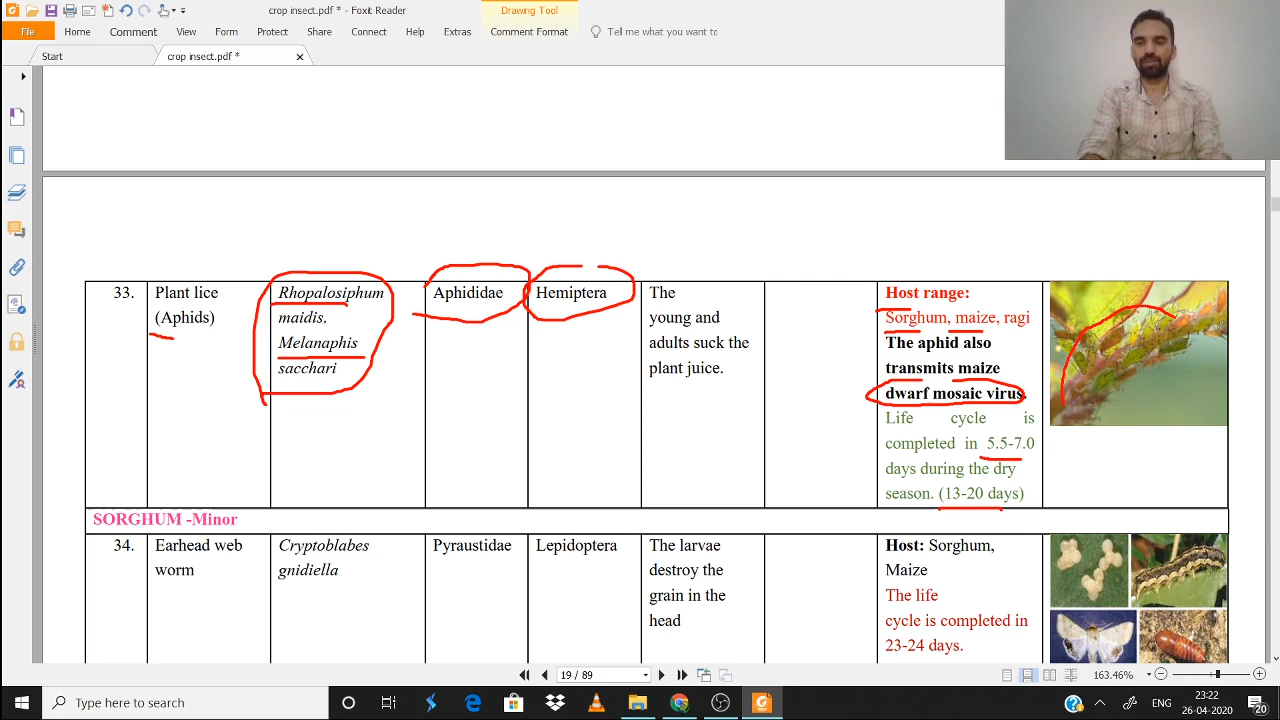 crop insect.pdf * - Foxit Reader
Drawing Tool
File Home Comment View Form Protect Share Connect Help Extras Comment Format Tell me what you want tc
Start crop insect.pdf *
33. Plant lice (Aphids)
Rhopalosiphum
maidis.
Melanaphis
sacchari
Aphididae
Hemiptera
The
young and
adults suck the
plant juice.
Host range:
Sorghum, maize, ragi
The aphid also
transmits maize
dwarf mosaic virus.
Life cycle is
completed in 5.5-7.0
days during the dry
season. (13-20 days)
SORGHUM -Minor
34. Earhead web
worm
Cryptoblabes
gnidiella
Pyraustidae
Lepidoptera
The larvae
destroy the
grain in the
head
Host: Sorghum,
Maize
The life
cycle is completed in
23-24 days.
19 / 89
163.46%
Type here to search
ENG
23:22
26-04-2020
20